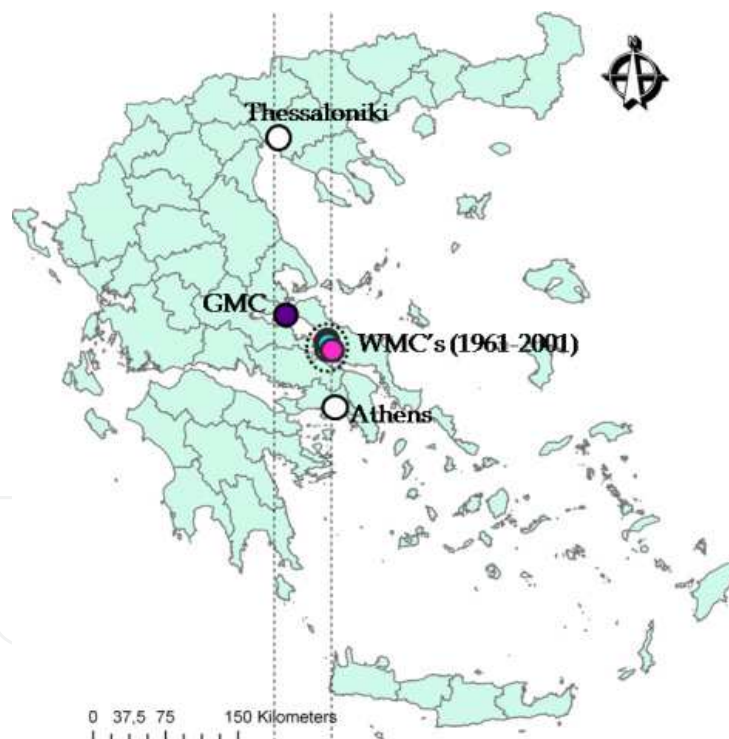 Thessaloniki
GMC
WMC's (1961-2001)
Athens
0 37,5 75 150 Kilometers